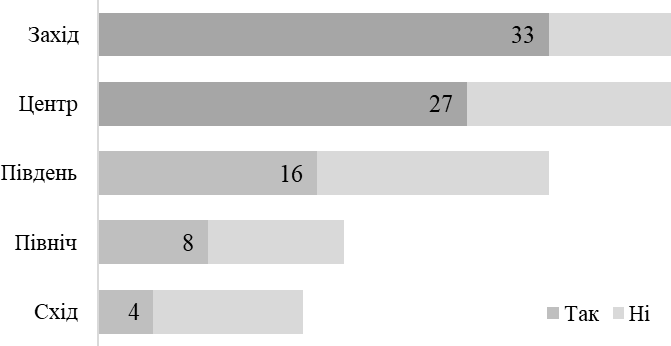 Захід
33
Центр
27
Південь
16
Північ
8
Схід
4
Так Ні